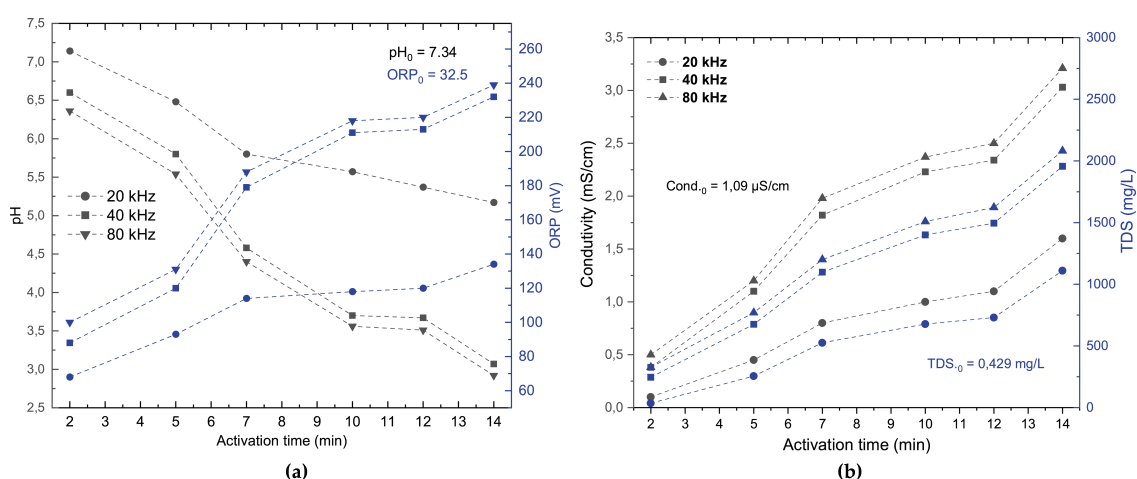 7,5
7,0
6,5
6,0
5,5
5,0
4,5
4,0
3,5
3,0
2,5
pH
pH0 = 7.34
ORP0 = 32.5
20 kHz
40 kHz
80 kHz
260
240
220
200
180
160
140
120
100
80
60
ORP (mV)
2 3 4 5 6 7 8 9 10 11 12 13 14
Activation time (min)
(a)
3,5
3,0
2,5
2,0
1,5
1,0
0,5
0,0
Condutivity (mS/cm)
20 kHz
40 kHz
80 kHz
Cond.0 = 1,09 µS/cm
TDS.0 = 0,429 mg/L
3000
2500
2000
1500
1000
500
0
TDS (mg/L)
2 3 4 5 6 7 8 9 10 11 12 13 14
Activation time (min)
(b)